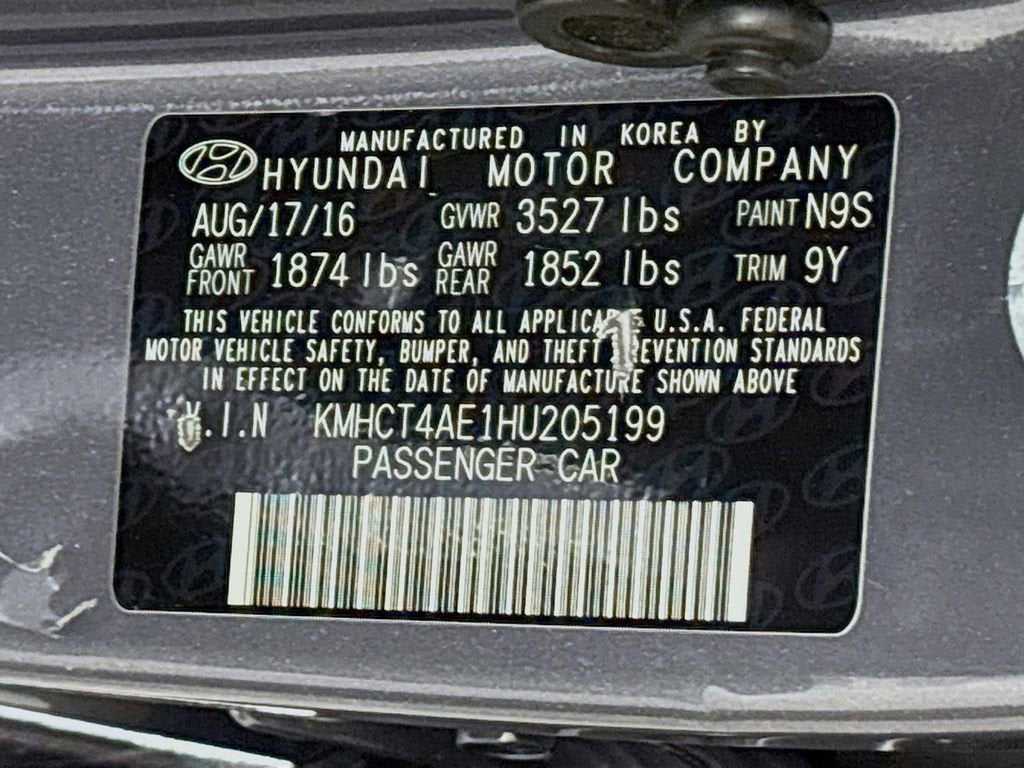 MANUFACTURED IN KOREA BY
HYUNDAI MOTOR COMPANY
AUG/17/16 GVWR 3527 lbs PAINT N9S
GAWR FRONT 1874 lbs GAWR REAR 1852 lbs TRIM 9Y
THIS VEHICLE CONFORMS TO ALL U.S.A. FEDERAL
MOTOR VEHICLE SAFETY, BUMPER, AND THEFT STANDARDS
IN EFFECT ON THE DATE OF MANUFACTURE SHOWN ABOVE
V.I.N KMHCT4AE1HU205199
PASSENGER CAR